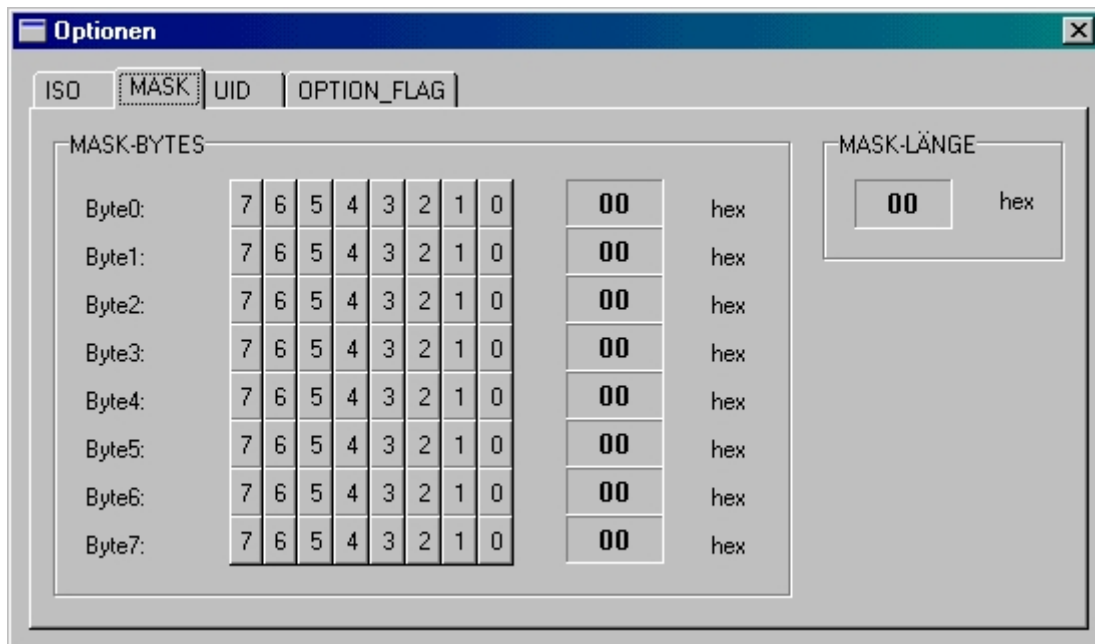 Optionen
ISO MASK UID OPTION_FLAG
MASK-BYTES
Byte0: 7 6 5 4 3 2 1 0 00 hex
Byte1: 7 6 5 4 3 2 1 0 00 hex
Byte2: 7 6 5 4 3 2 1 0 00 hex
Byte3: 7 6 5 4 3 2 1 0 00 hex
Byte4: 7 6 5 4 3 2 1 0 00 hex
Byte5: 7 6 5 4 3 2 1 0 00 hex
Byte6: 7 6 5 4 3 2 1 0 00 hex
Byte7: 7 6 5 4 3 2 1 0 00 hex
MASK-LÄNGE
00 hex